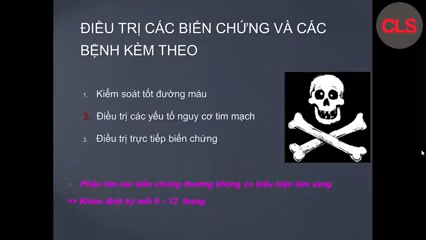 CLS
ĐIỀU TRỊ CÁC BIẾN CHỨNG VÀ CÁC
BỆNH KÈM THEO
1. Kiểm soát tốt đường máu
2. Điều trị các yếu tố nguy cơ tim mạch
3. Điều trị trực tiếp biến chứng
Phần lớn các biến chứng thường không có biểu hiện lâm sàng
=> Khám định kỳ mỗi 6 - 12 tháng